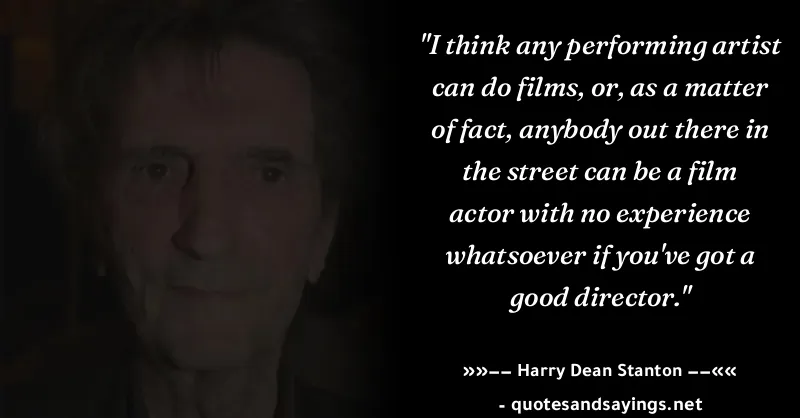 "I think any performing artist
can do films, or, as a matter
of fact, anybody out there in
the street can be a film
actor with no experience
whatsoever if you've got a
good director."
»»−− Harry Dean Stanton −−««
- quotesandsayings.net